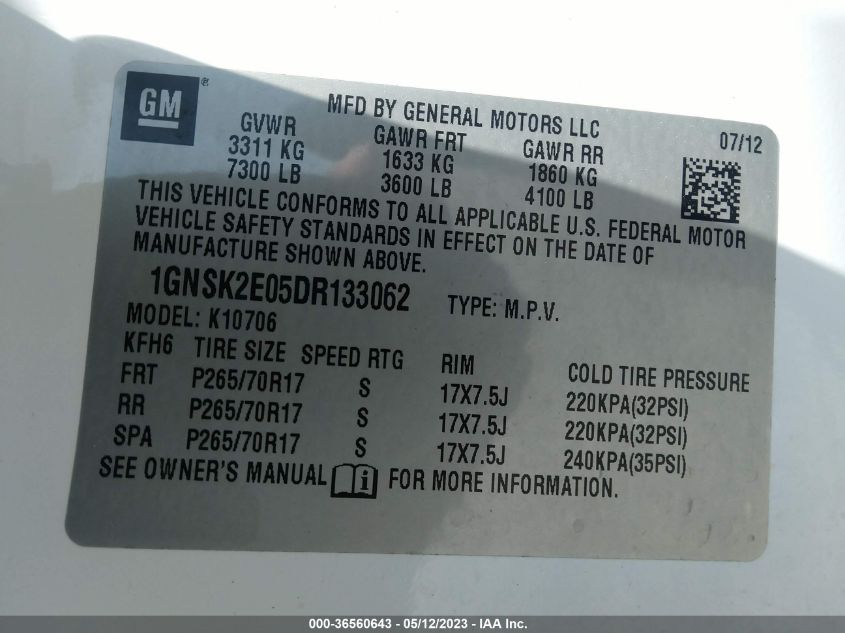 GM ®
MFD BY GENERAL MOTORS LLC
07/12
GVWR GAWR FRT GAWR RR
3311 KG 1633 KG 1860 KG
7300 LB 3600 LB 4100 LB
THIS VEHICLE CONFORMS TO ALL APPLICABLE U.S. FEDERAL MOTOR
VEHICLE SAFETY STANDARDS IN EFFECT ON THE DATE OF
MANUFACTURE SHOWN ABOVE.
1GNSK2E05DR133062 TYPE: M.P.V.
MODEL: K10706
KFH6 TIRE SIZE SPEED RTG RIM COLD TIRE PRESSURE
FRT P265/70R17 S 17X7.5J 220KPA(32PSI)
RR P265/70R17 S 17X7.5J 220KPA(32PSI)
SPA P265/70R17 S 17X7.5J 240KPA(35PSI)
SEE OWNER'S MANUAL i FOR MORE INFORMATION.
000-36560643 - 05/12/2023 - IAA Inc.